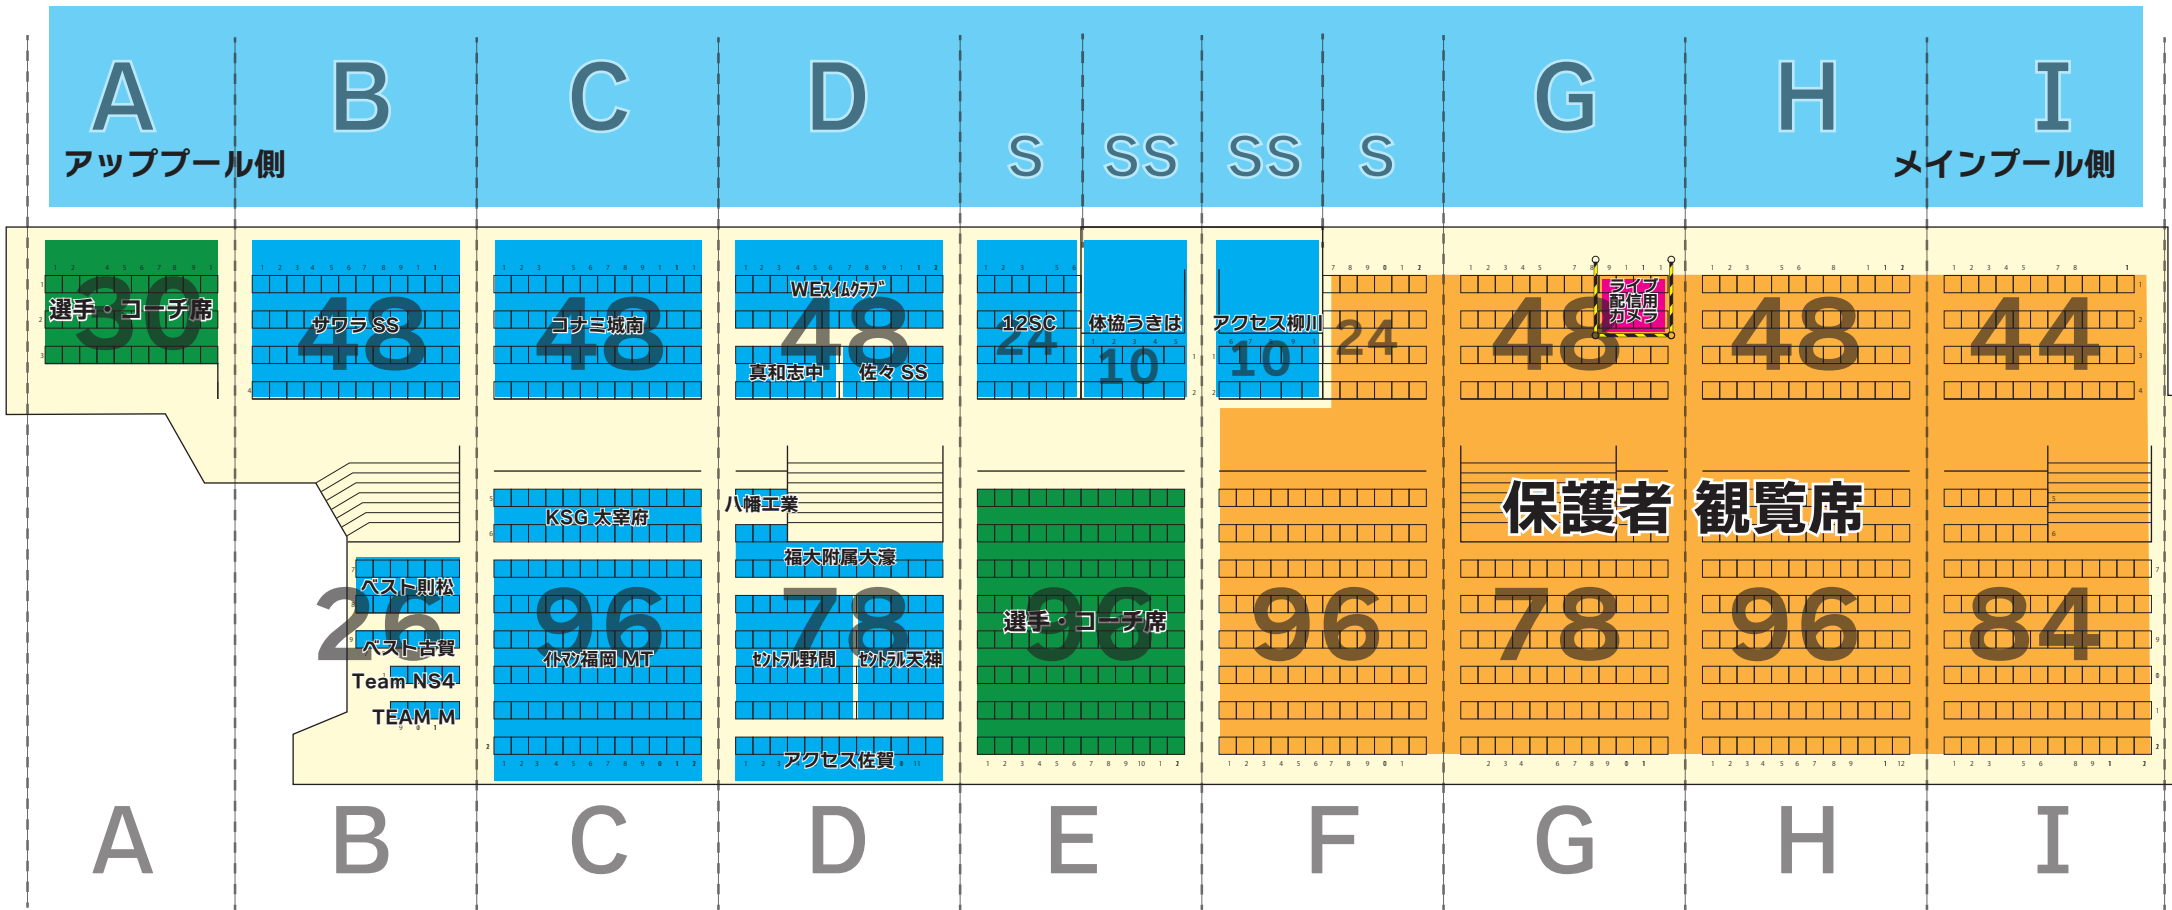 A B C D G H I
S SS SS S
アッププール側 メインプール側
30 選手・コーチ席
48 サワラ SS
48 コナミ城南
WEスイムクラブ
48
真和志中 佐々 SS
12SC
24
体協うきは
10
アクセス柳川
10
24
48
ライブ
配信用
カメラ
48
44
八幡工業
KSG 太宰府
保護者 観覧席
福大附属大濠
ベスト則松
26
ベスト古賀
Team NS4
TEAM M
96
イトマン福岡 MT
78
セントラル野間 セントラル天神
アクセス佐賀
96
選手・コーチ席
96
78
96
84
A B C D E F G H I